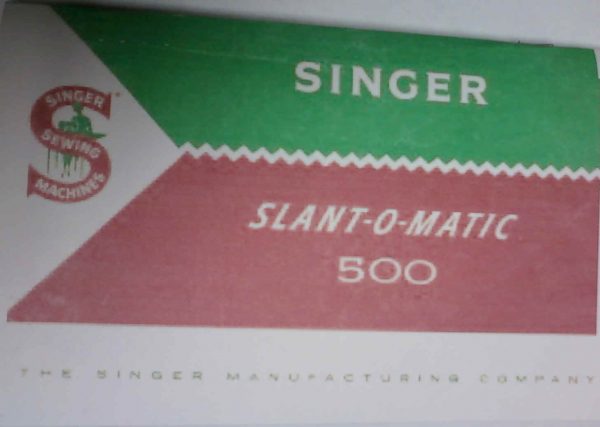 SINGER
SINGER
SEWING
MACHINES
SLANT-O-MATIC
500
THE SINGER MANUFACTURING COMPANY